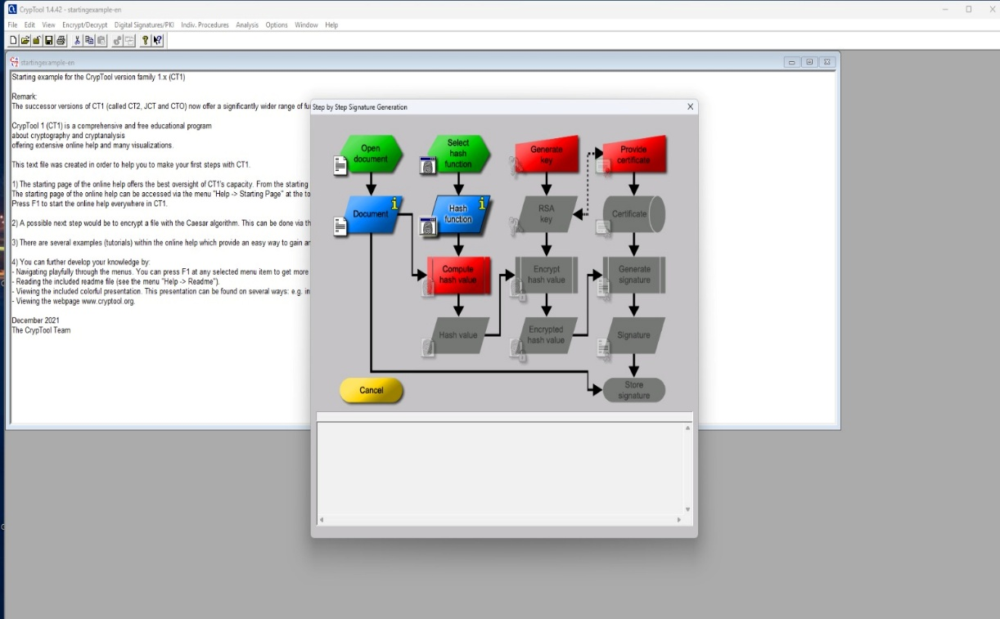 CrypTool 1.4.42 - startingexample-en
File Edit View Encrypt/Decrypt Digital Signatures/PKI Indiv. Procedures Analysis Options Window Help
startingexample-en
Starting example for the CrypTool version family 1.x (CT1)
Remark:
The successor versions of CT1 (called CT2, JCT and CTO) now offer a significantly wider range of
CrypTool 1 (CT1) is a comprehensive and free educational program
about cryptography and cryptanalysis
offering extensive online help and many visualizations.
This text file was created in order to help you to make your first steps with CT1.
1) The starting page of the online help offers the best oversight of CT1's capacity. From the starting
The starting page of the online help can be accessed via the menu "Help -> Starting Page" at the
Press F1 to start the online help everywhere in CT1.
2) A possible next step would be to encrypt a file with the Caesar algorithm. This can be done via
3) There are several examples (tutorials) within the online help which provide an easy way to gain
4) You can further develop your knowledge by:
- Navigating playfully through the menus. You can press F1 at any selected menu item to get more
- Reading the included readme file (see the menu "Help -> Readme").
- Viewing the included colorful presentation. This presentation can be found on several ways: e.g. in
- Viewing the webpage www.cryptool.org.
December 2021
The CrypTool Team
Step by Step Signature Generation
Open
document
Select
hash
function
Generate
key
Provide
certificate
Document
Hash
function
RSA
key
Certificate
Compute
hash value
Encrypt
hash value
Generate
signature
Hash value
Encrypted
hash value
Signature
Cancel
Store
signature